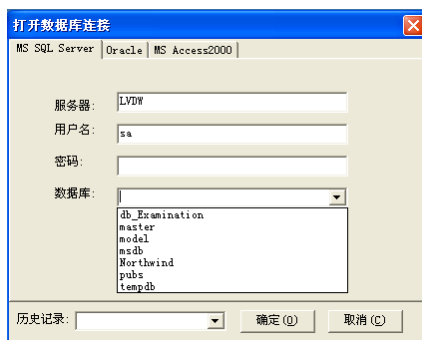 打开数据库连接
MS SQL Server Oracle MS Access2000
服务器: LVDW
用户名: sa
密码:
数据库:
db_Examination
master
model
msdb
Northwind
pubs
tempdb
历史记录: 确定(O) 取消(C)